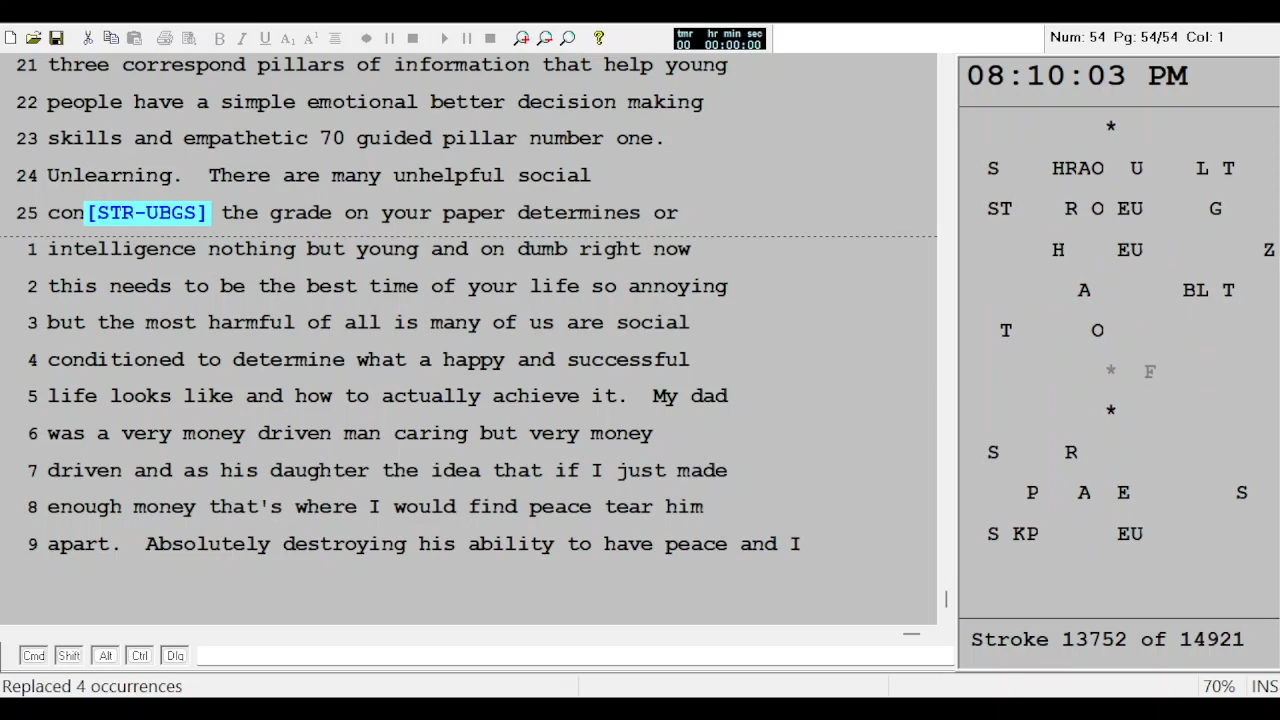 B I U A₁ A¹
tmr hr min sec
00 00:00:00
Num: 54 Pg: 54/54 Col: 1
21 three correspond pillars of information that help young
22 people have a simple emotional better decision making
23 skills and empathetic 70 guided pillar number one.
24 Unlearning. There are many unhelpful social
25 con[STR-UBGS] the grade on your paper determines or
1 intelligence nothing but young and on dumb right now
2 this needs to be the best time of your life so annoying
3 but the most harmful of all is many of us are social
4 conditioned to determine what a happy and successful
5 life looks like and how to actually achieve it. My dad
6 was a very money driven man caring but very money
7 driven and as his daughter the idea that if I just made
8 enough money that's where I would find peace tear him
9 apart. Absolutely destroying his ability to have peace and I
08:10:03 PM
*
S HRAO U L T
ST R O EU G
H EU Z
A BL T
T O
* F
*
S R
P A E S
S KP EU
Stroke 13752 of 14921
Cmd Shift Alt Ctrl Dlg
Replaced 4 occurrences
70% INS